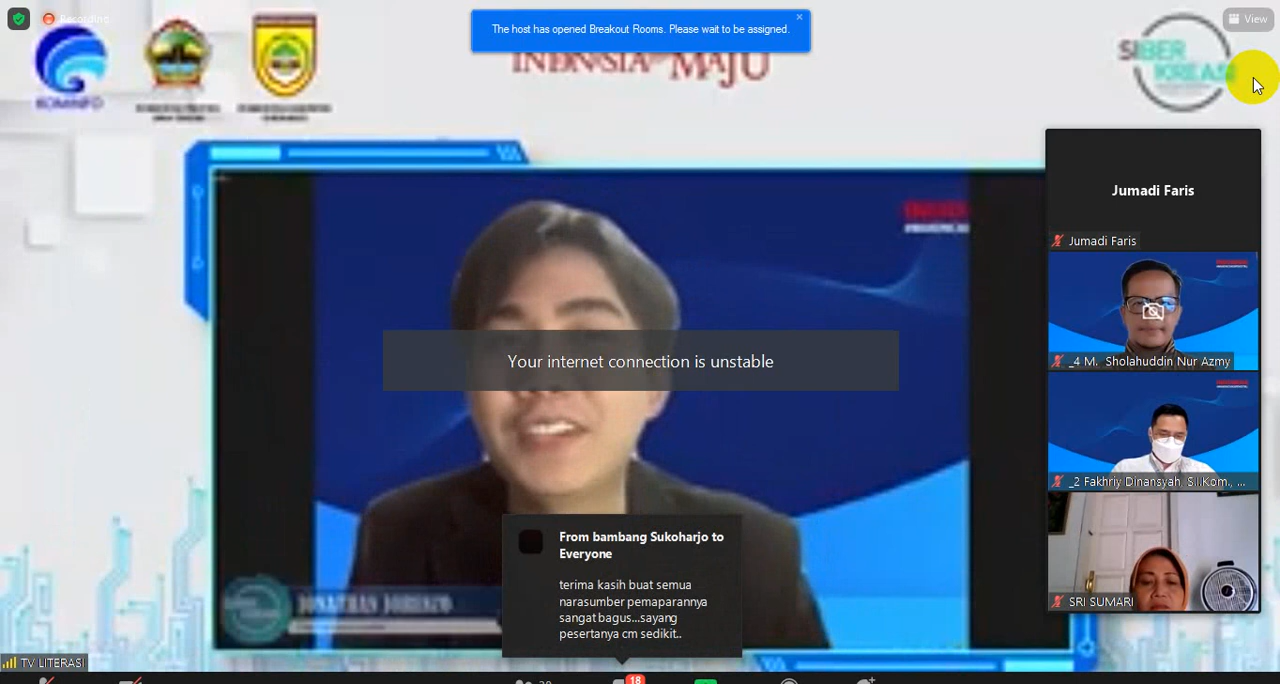 Recording
The host has opened Breakout Rooms. Please wait to be assigned.
View
KOMINFO
INDONESIA MAJU
SIBER
KREASI
Jumadi Faris
Jumadi Faris
Your internet connection is unstable
_4 M. Sholahuddin Nur Azmy
_2 Fakhriy Dinansyah, S.I.Kom., ...
From bambang Sukoharjo to
Everyone
terima kasih buat semua
narasumber pemaparannya
sangat bagus...sayang
pesertanya cm sedikit..
SRI SUMARI
TV LITERASI
18